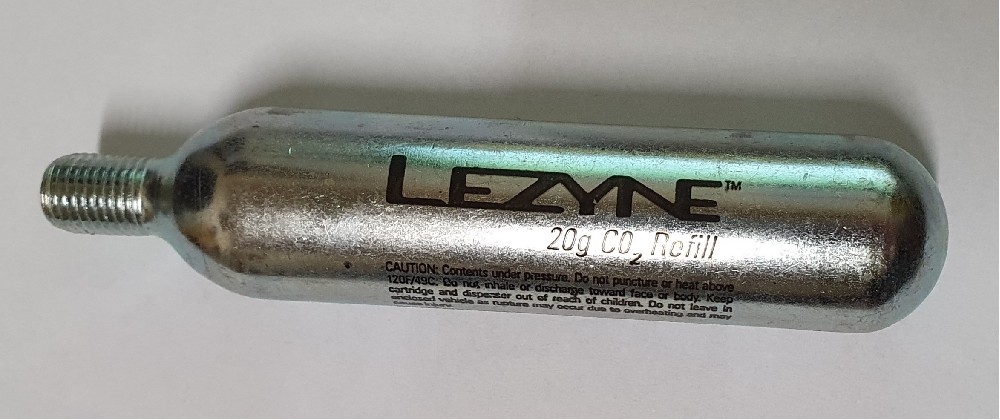 LEZYNE™
20g CO₂ Refill
CAUTION: Contents under pressure. Do not puncture or heat above
120F/49C. Do not inhale or discharge toward face or body. Keep
cartridge and dispenser out of reach of children. Do not leave in
enclosed vehicle as rupture may occur due to overheating and may
cause injury.